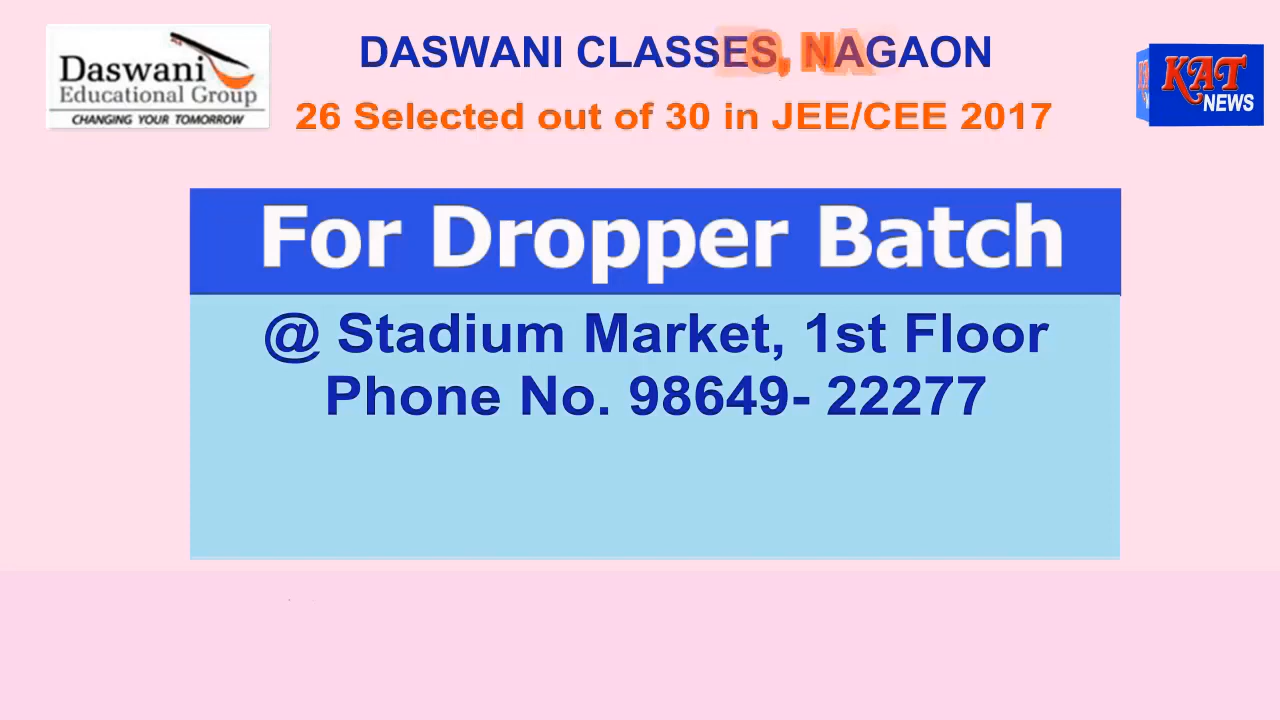 Daswani
Educational Group
CHANGING YOUR TOMORROW
DASWANI CLASSES, NAGAON
26 Selected out of 30 in JEE/CEE 2017
KAT
NEWS
For Dropper Batch
@ Stadium Market, 1st Floor
Phone No. 98649- 22277